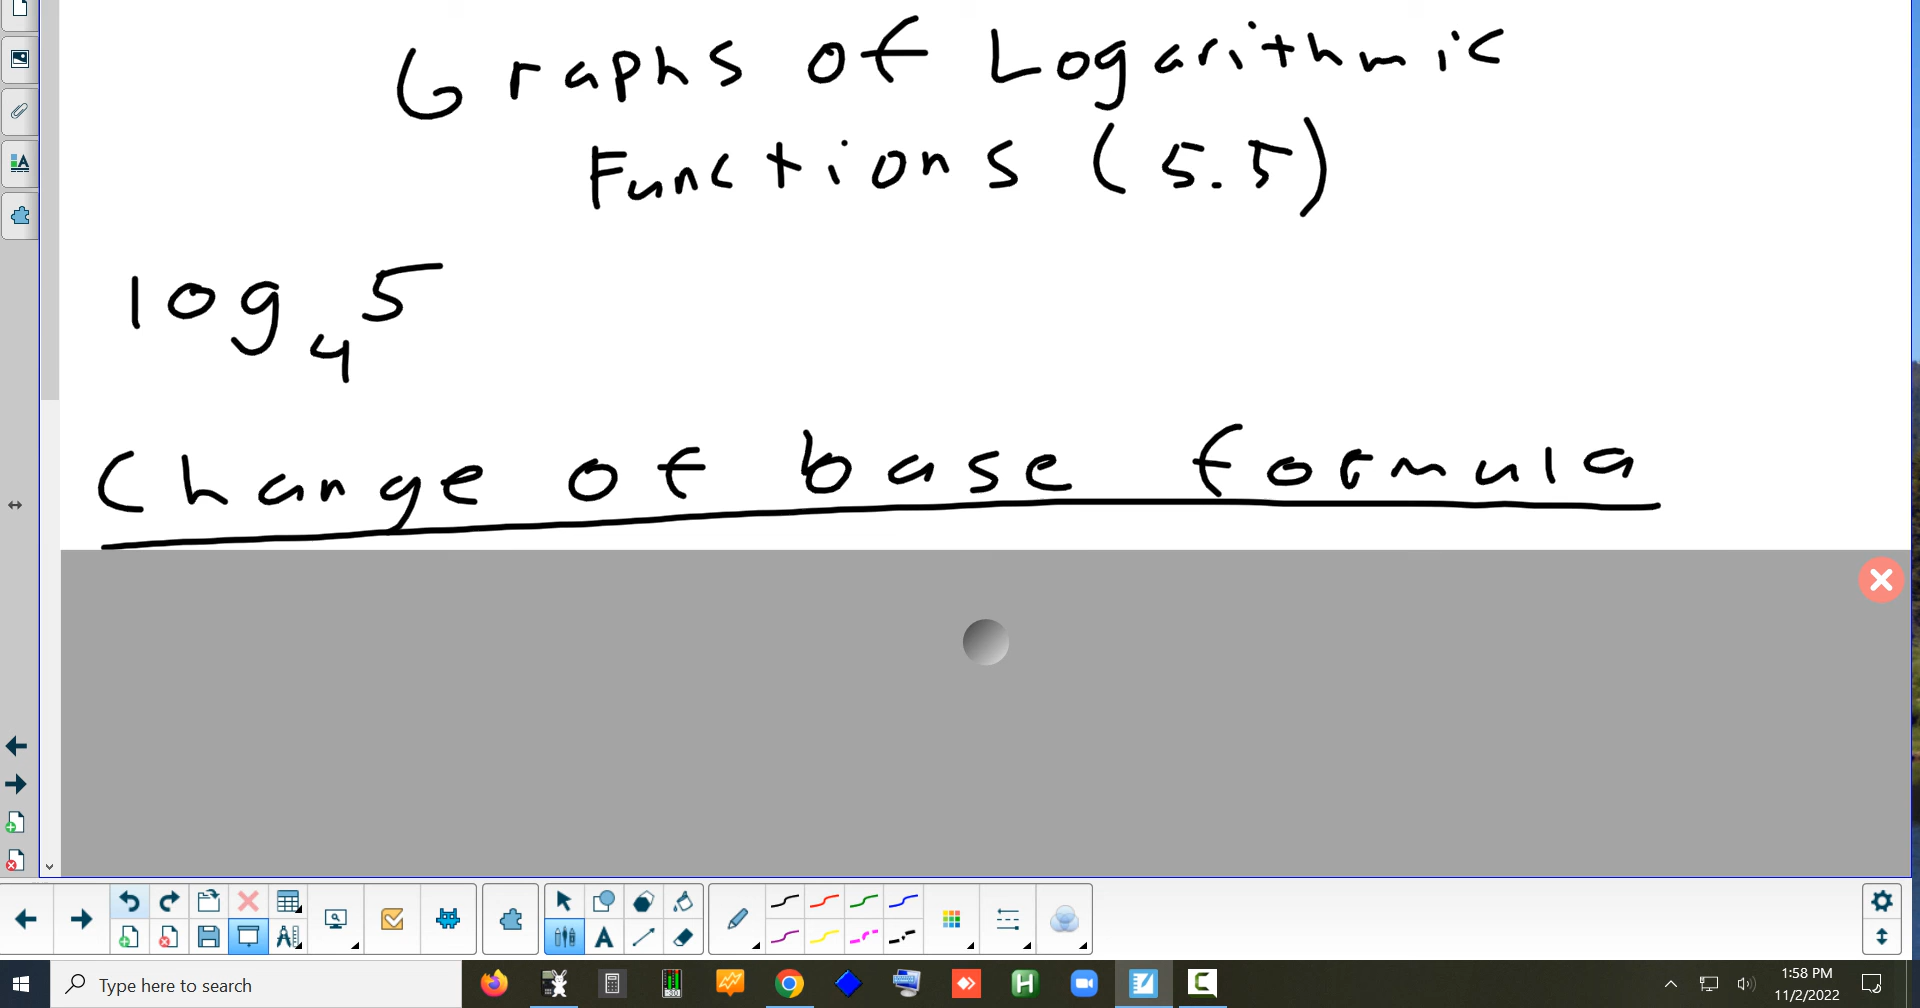 Graphs of Logarithmic
Functions (5.5)
log₄5
Change of base formula
Type here to search
1:58 PM
11/2/2022